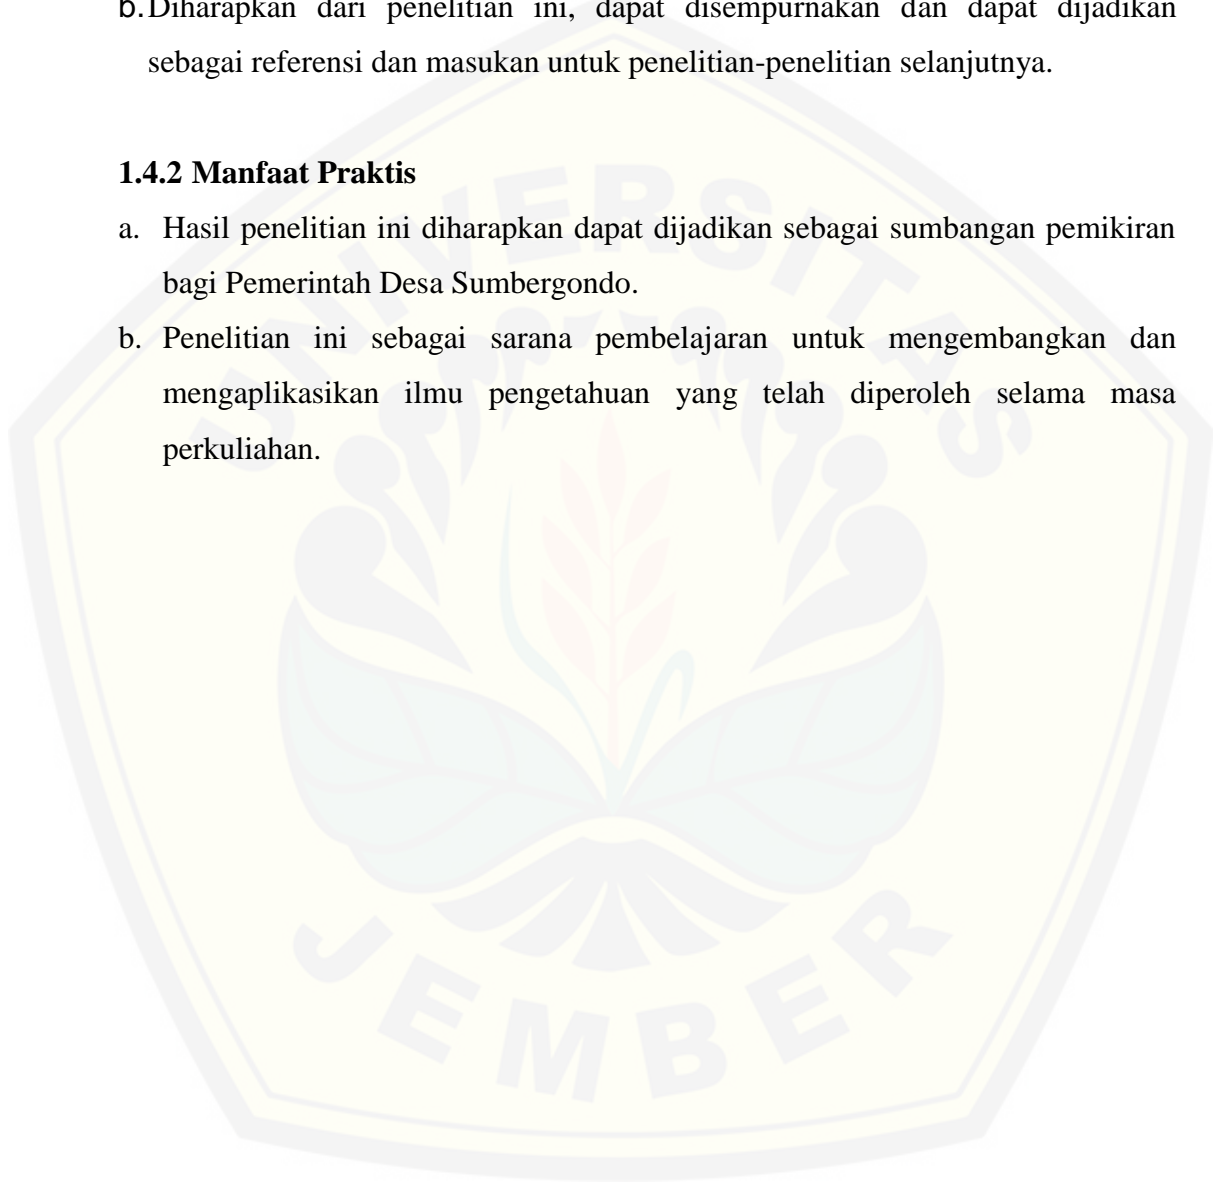 b.Diharapkan dari penelitian ini, dapat disempurnakan dan dapat dijadikan
sebagai referensi dan masukan untuk penelitian-penelitian selanjutnya.
1.4.2 Manfaat Praktis
a. Hasil penelitian ini diharapkan dapat dijadikan sebagai sumbangan pemikiran
bagi Pemerintah Desa Sumbergondo.
b. Penelitian ini sebagai sarana pembelajaran untuk mengembangkan dan
mengaplikasikan ilmu pengetahuan yang telah diperoleh selama masa
perkuliahan.
UNIVERSITAS
JEMBER